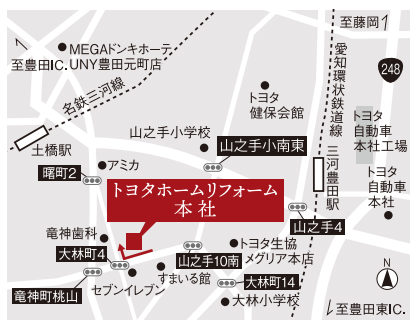 至藤岡
MEGAドンキホーテ
UNY豊田元町店
至豊田IC.
愛知環状鉄道線
248
名鉄三河線
トヨタ
健保会館
トヨタ
自動車
本社工場
山之手小学校
山之手小南東
土橋駅
三河豊田駅
アミカ
曙町2
トヨタ
自動車
本社
トヨタホームリフォーム
本社
山之手4
竜神歯科
大林町4
山之手10南
トヨタ生協
メグリア本店
すまいる館
N
竜神町桃山
セブンイレブン
大林町14
大林小学校
至豊田東IC.